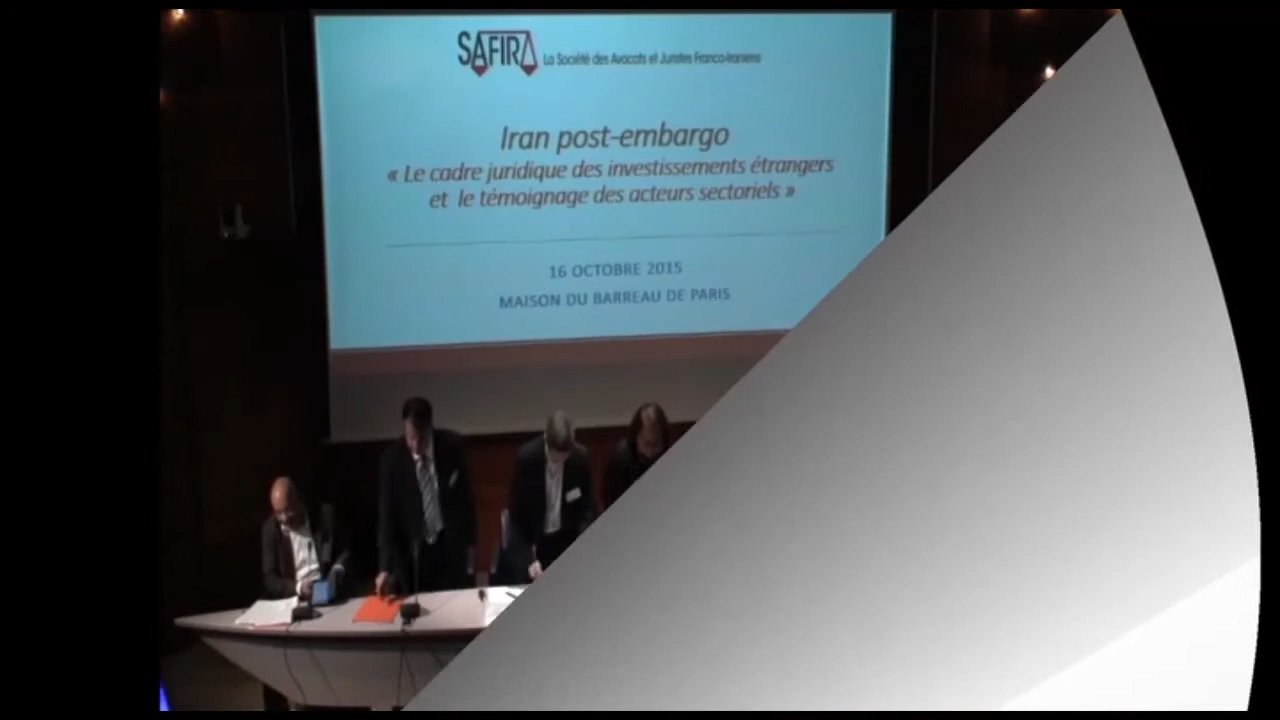 SAFIRA La Société des Avocats et Juristes Franco-Iraniens
Iran post-embargo
« Le cadre juridique des investissements étrangers
et le témoignage des acteurs sectoriels »
16 OCTOBRE 2015
MAISON DU BARREAU DE PARIS